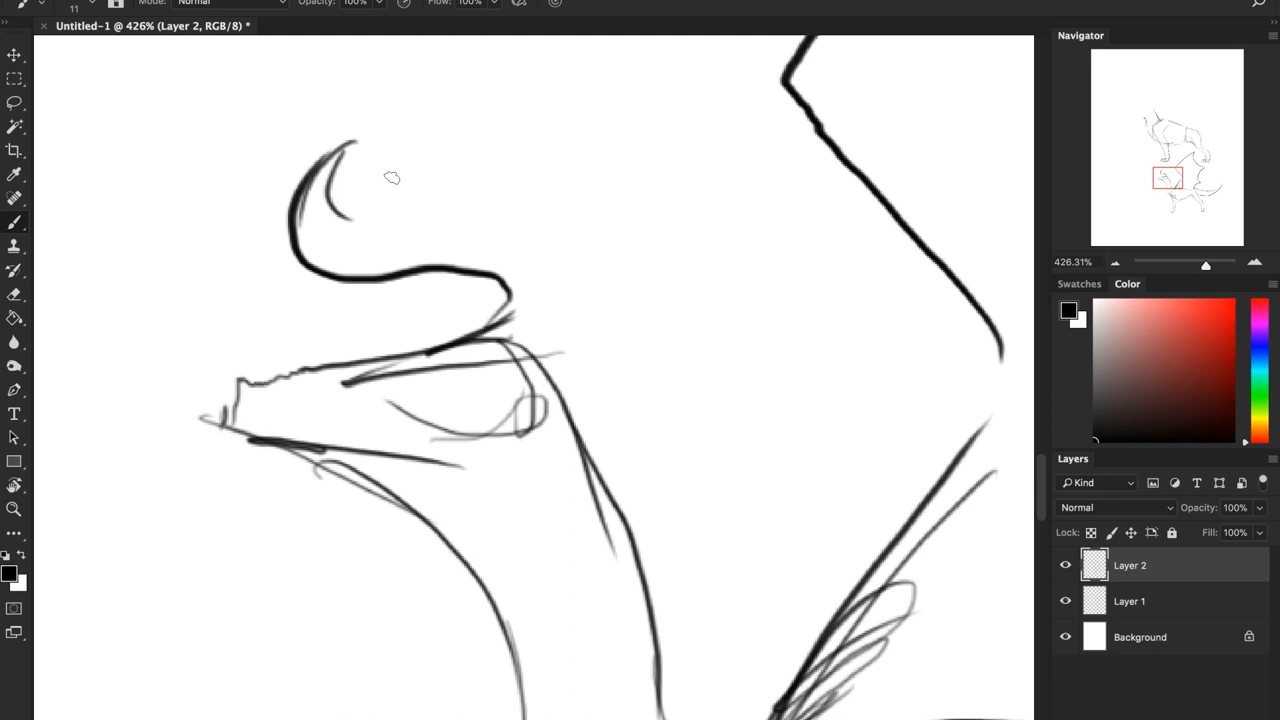 11 Mode: Normal Opacity: 100% Flow: 100%
× Untitled-1 @ 426% (Layer 2, RGB/8) *
Navigator
426.31%
Swatches Color
Layers
Kind
Normal Opacity: 100%
Lock: Fill: 100%
Layer 2
Layer 1
Background